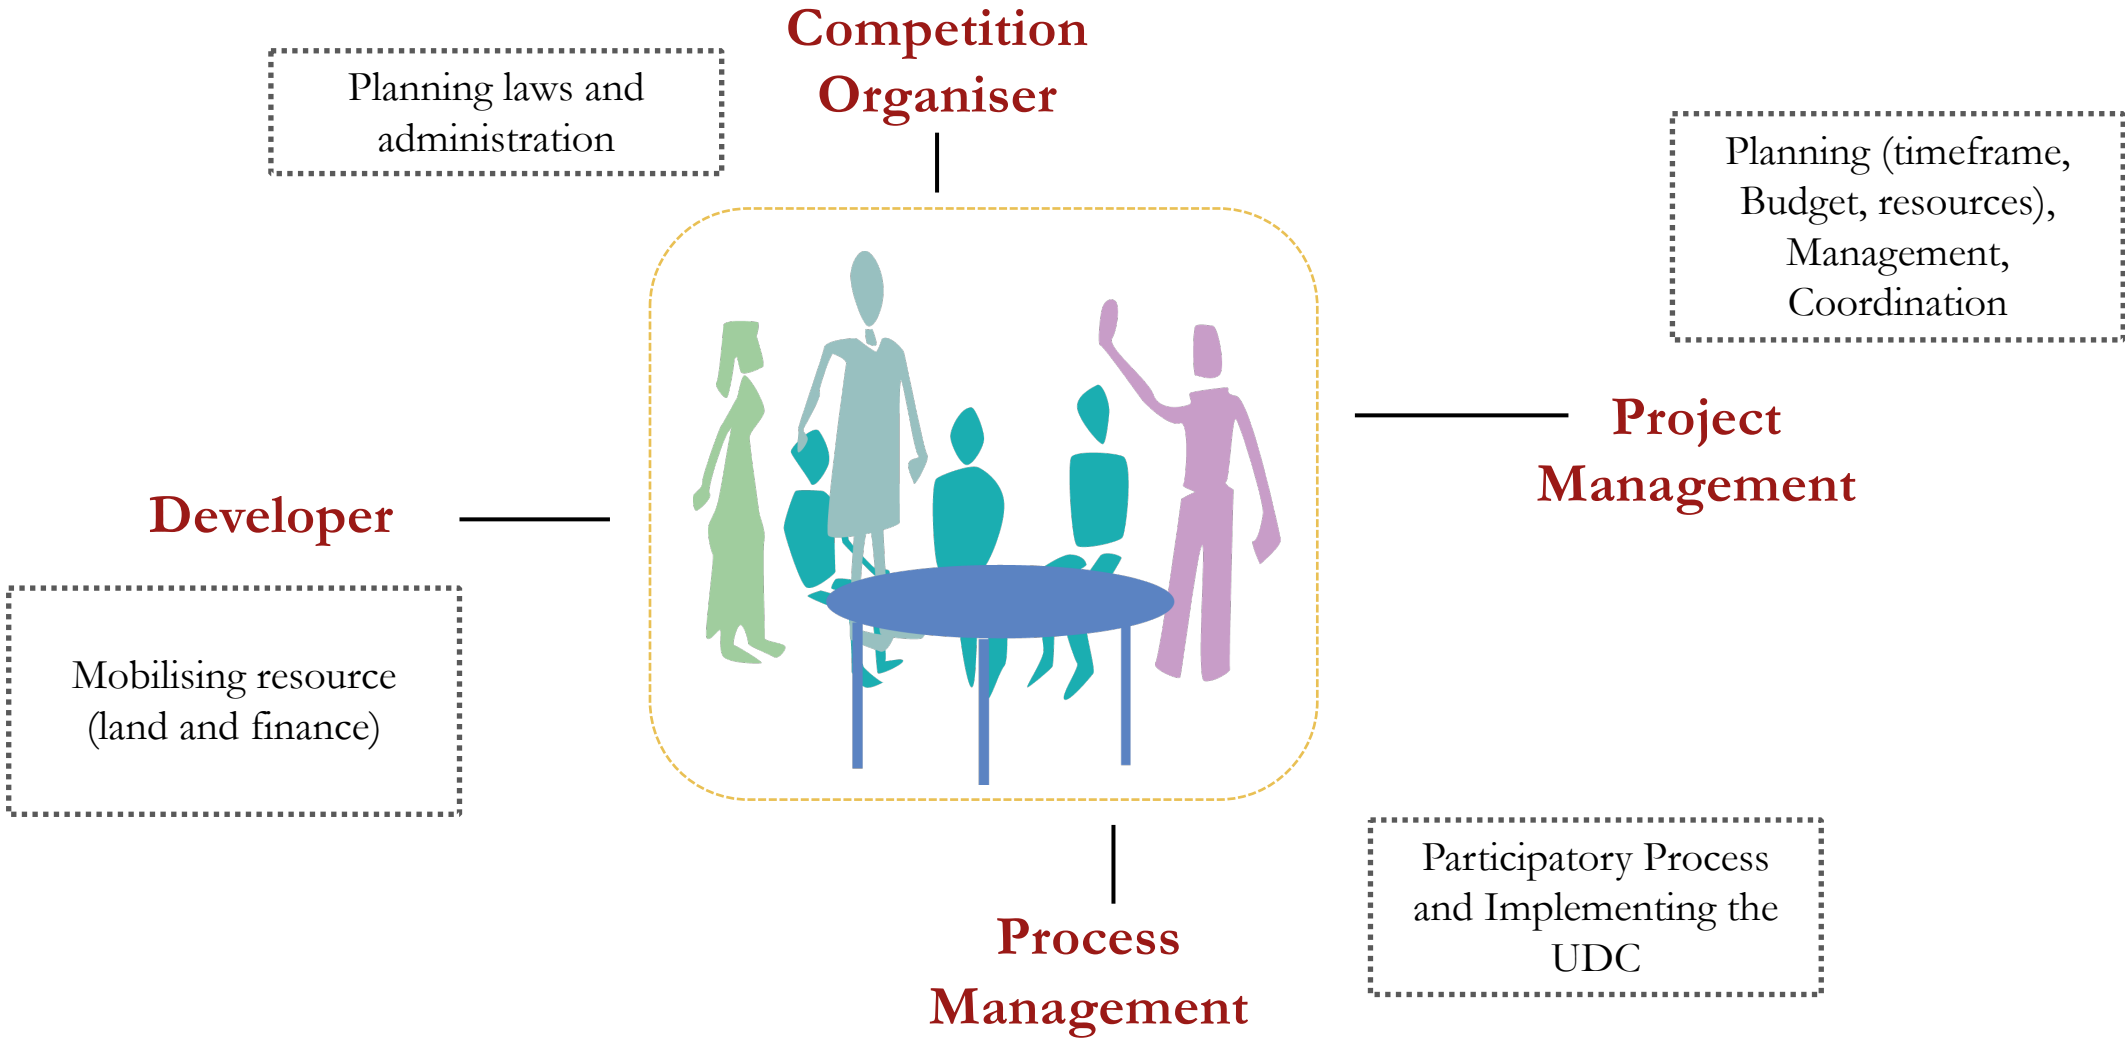 Competition
Organiser
Planning laws and
administration
Planning (timeframe,
Budget, resources),
Management,
Coordination
Project
Management
Developer
Mobilising resource
(land and finance)
Participatory Process
and Implementing the
UDC
Process
Management